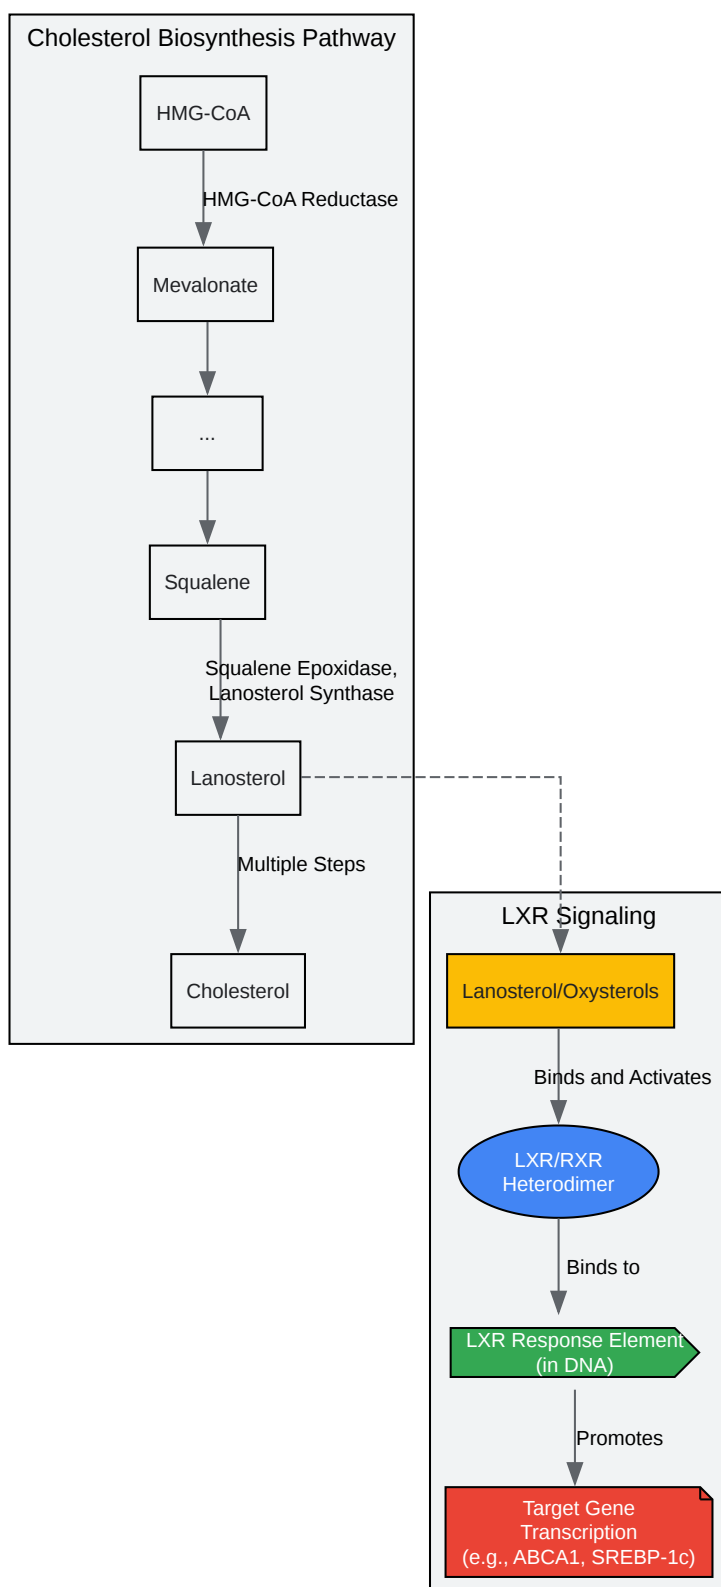 Cholesterol Biosynthesis Pathway
HMG-CoA
HMG-CoA Reductase
Mevalonate
...
Squalene
Squalene Epoxidase,
Lanosterol Synthase
Lanosterol
Multiple Steps
Cholesterol
LXR Signaling
Lanosterol/Oxysterols
Binds and Activates
LXR/RXR
Heterodimer
Binds to
LXR Response Element
(in DNA)
Promotes
Target Gene
Transcription
(e.g., ABCA1, SREBP-1c)